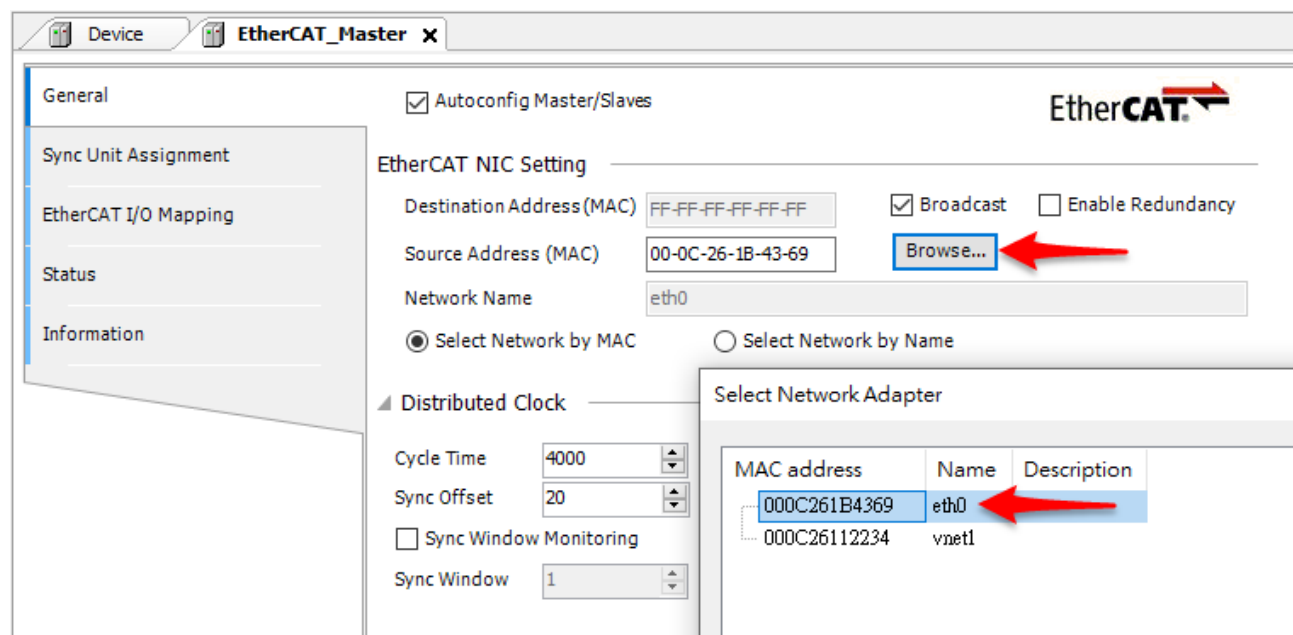 Device EtherCAT_Master
General
Autoconfig Master/Slaves
EtherCAT.
Sync Unit Assignment
EtherCAT NIC Setting
EtherCAT I/O Mapping
Destination Address (MAC) FF-FF-FF-FF-FF-FF Broadcast Enable Redundancy
Source Address (MAC) 00-0C-26-1B-43-69 Browse...
Status
Network Name eth0
Information
Select Network by MAC Select Network by Name
Distributed Clock
Cycle Time 4000
Sync Offset 20
Sync Window Monitoring
Sync Window 1
Select Network Adapter
MAC address Name Description
000C261B4369 eth0
000C26112234 vnet1